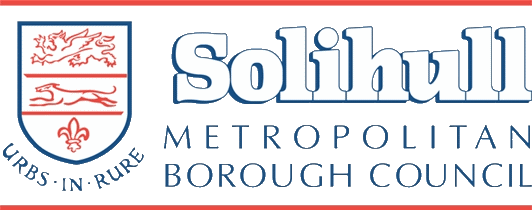 Solihull
METROPOLITAN
BOROUGH COUNCIL
URBS·IN·RURE